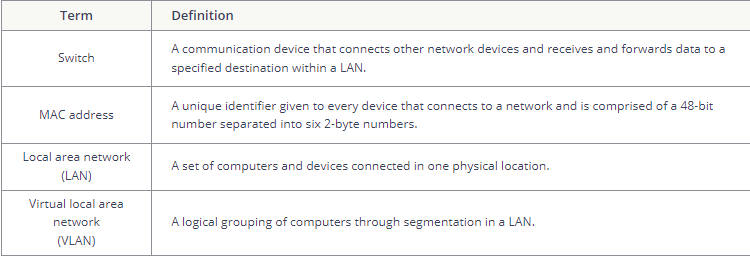 Term Definition
Switch
A communication device that connects other network devices and receives and forwards data to a
specified destination within a LAN.
MAC address
A unique identifier given to every device that connects to a network and is comprised of a 48-bit
number separated into six 2-byte numbers.
Local area network
(LAN)
A set of computers and devices connected in one physical location.
Virtual local area
network
(VLAN)
A logical grouping of computers through segmentation in a LAN.